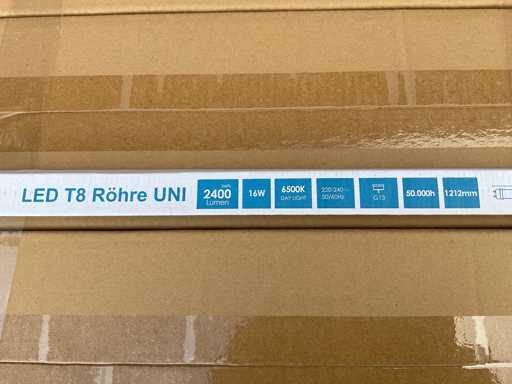 LED T8 Röhre UNI
2400
Lumen
16W
6500K
DAY LIGHT
220-240~
50/60Hz
G13
50.000h
1212mm